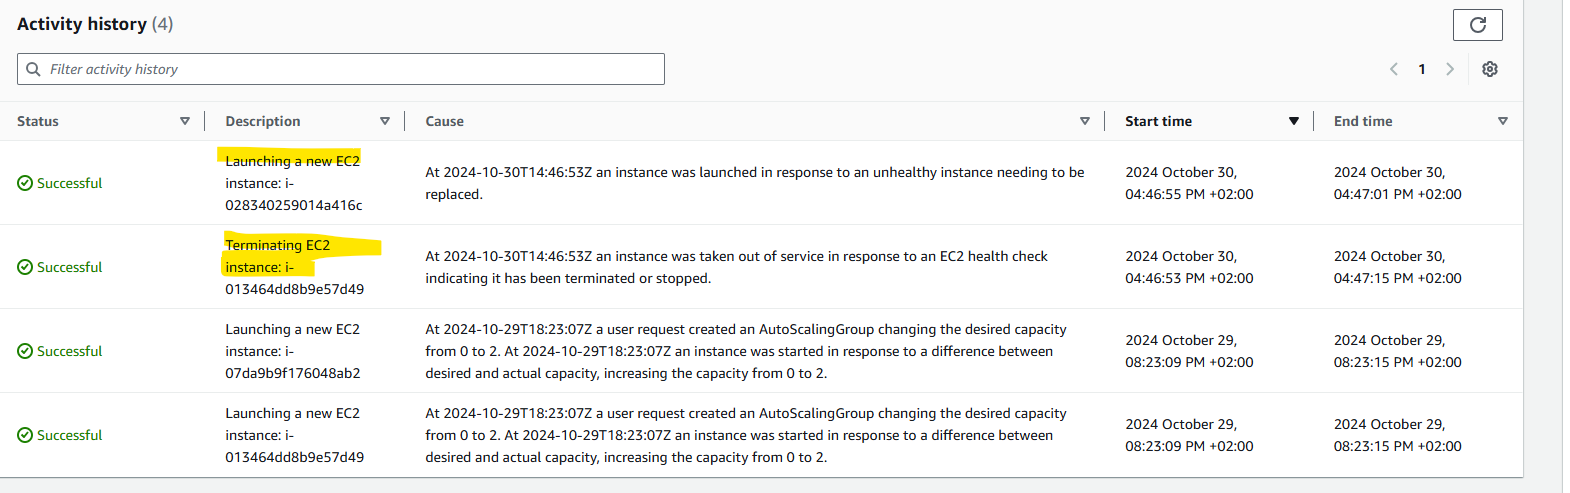 Activity history (4)
Filter activity history
1
Status Description Cause Start time End time
Successful
Launching a new EC2
instance: i-
028340259014a416c
At 2024-10-30T14:46:53Z an instance was launched in response to an unhealthy instance needing to be
replaced.
2024 October 30,
04:46:55 PM +02:00
2024 October 30,
04:47:01 PM +02:00
Successful
Terminating EC2
instance: i-
013464dd8b9e57d49
At 2024-10-30T14:46:53Z an instance was taken out of service in response to an EC2 health check
indicating it has been terminated or stopped.
2024 October 30,
04:46:53 PM +02:00
2024 October 30,
04:47:15 PM +02:00
Successful
Launching a new EC2
instance: i-
07da9b9f176048ab2
At 2024-10-29T18:23:07Z a user request created an AutoScalingGroup changing the desired capacity
from 0 to 2. At 2024-10-29T18:23:07Z an instance was started in response to a difference between
desired and actual capacity, increasing the capacity from 0 to 2.
2024 October 29,
08:23:09 PM +02:00
2024 October 29,
08:23:15 PM +02:00
Successful
Launching a new EC2
instance: i-
013464dd8b9e57d49
At 2024-10-29T18:23:07Z a user request created an AutoScalingGroup changing the desired capacity
from 0 to 2. At 2024-10-29T18:23:07Z an instance was started in response to a difference between
desired and actual capacity, increasing the capacity from 0 to 2.
2024 October 29,
08:23:09 PM +02:00
2024 October 29,
08:23:15 PM +02:00